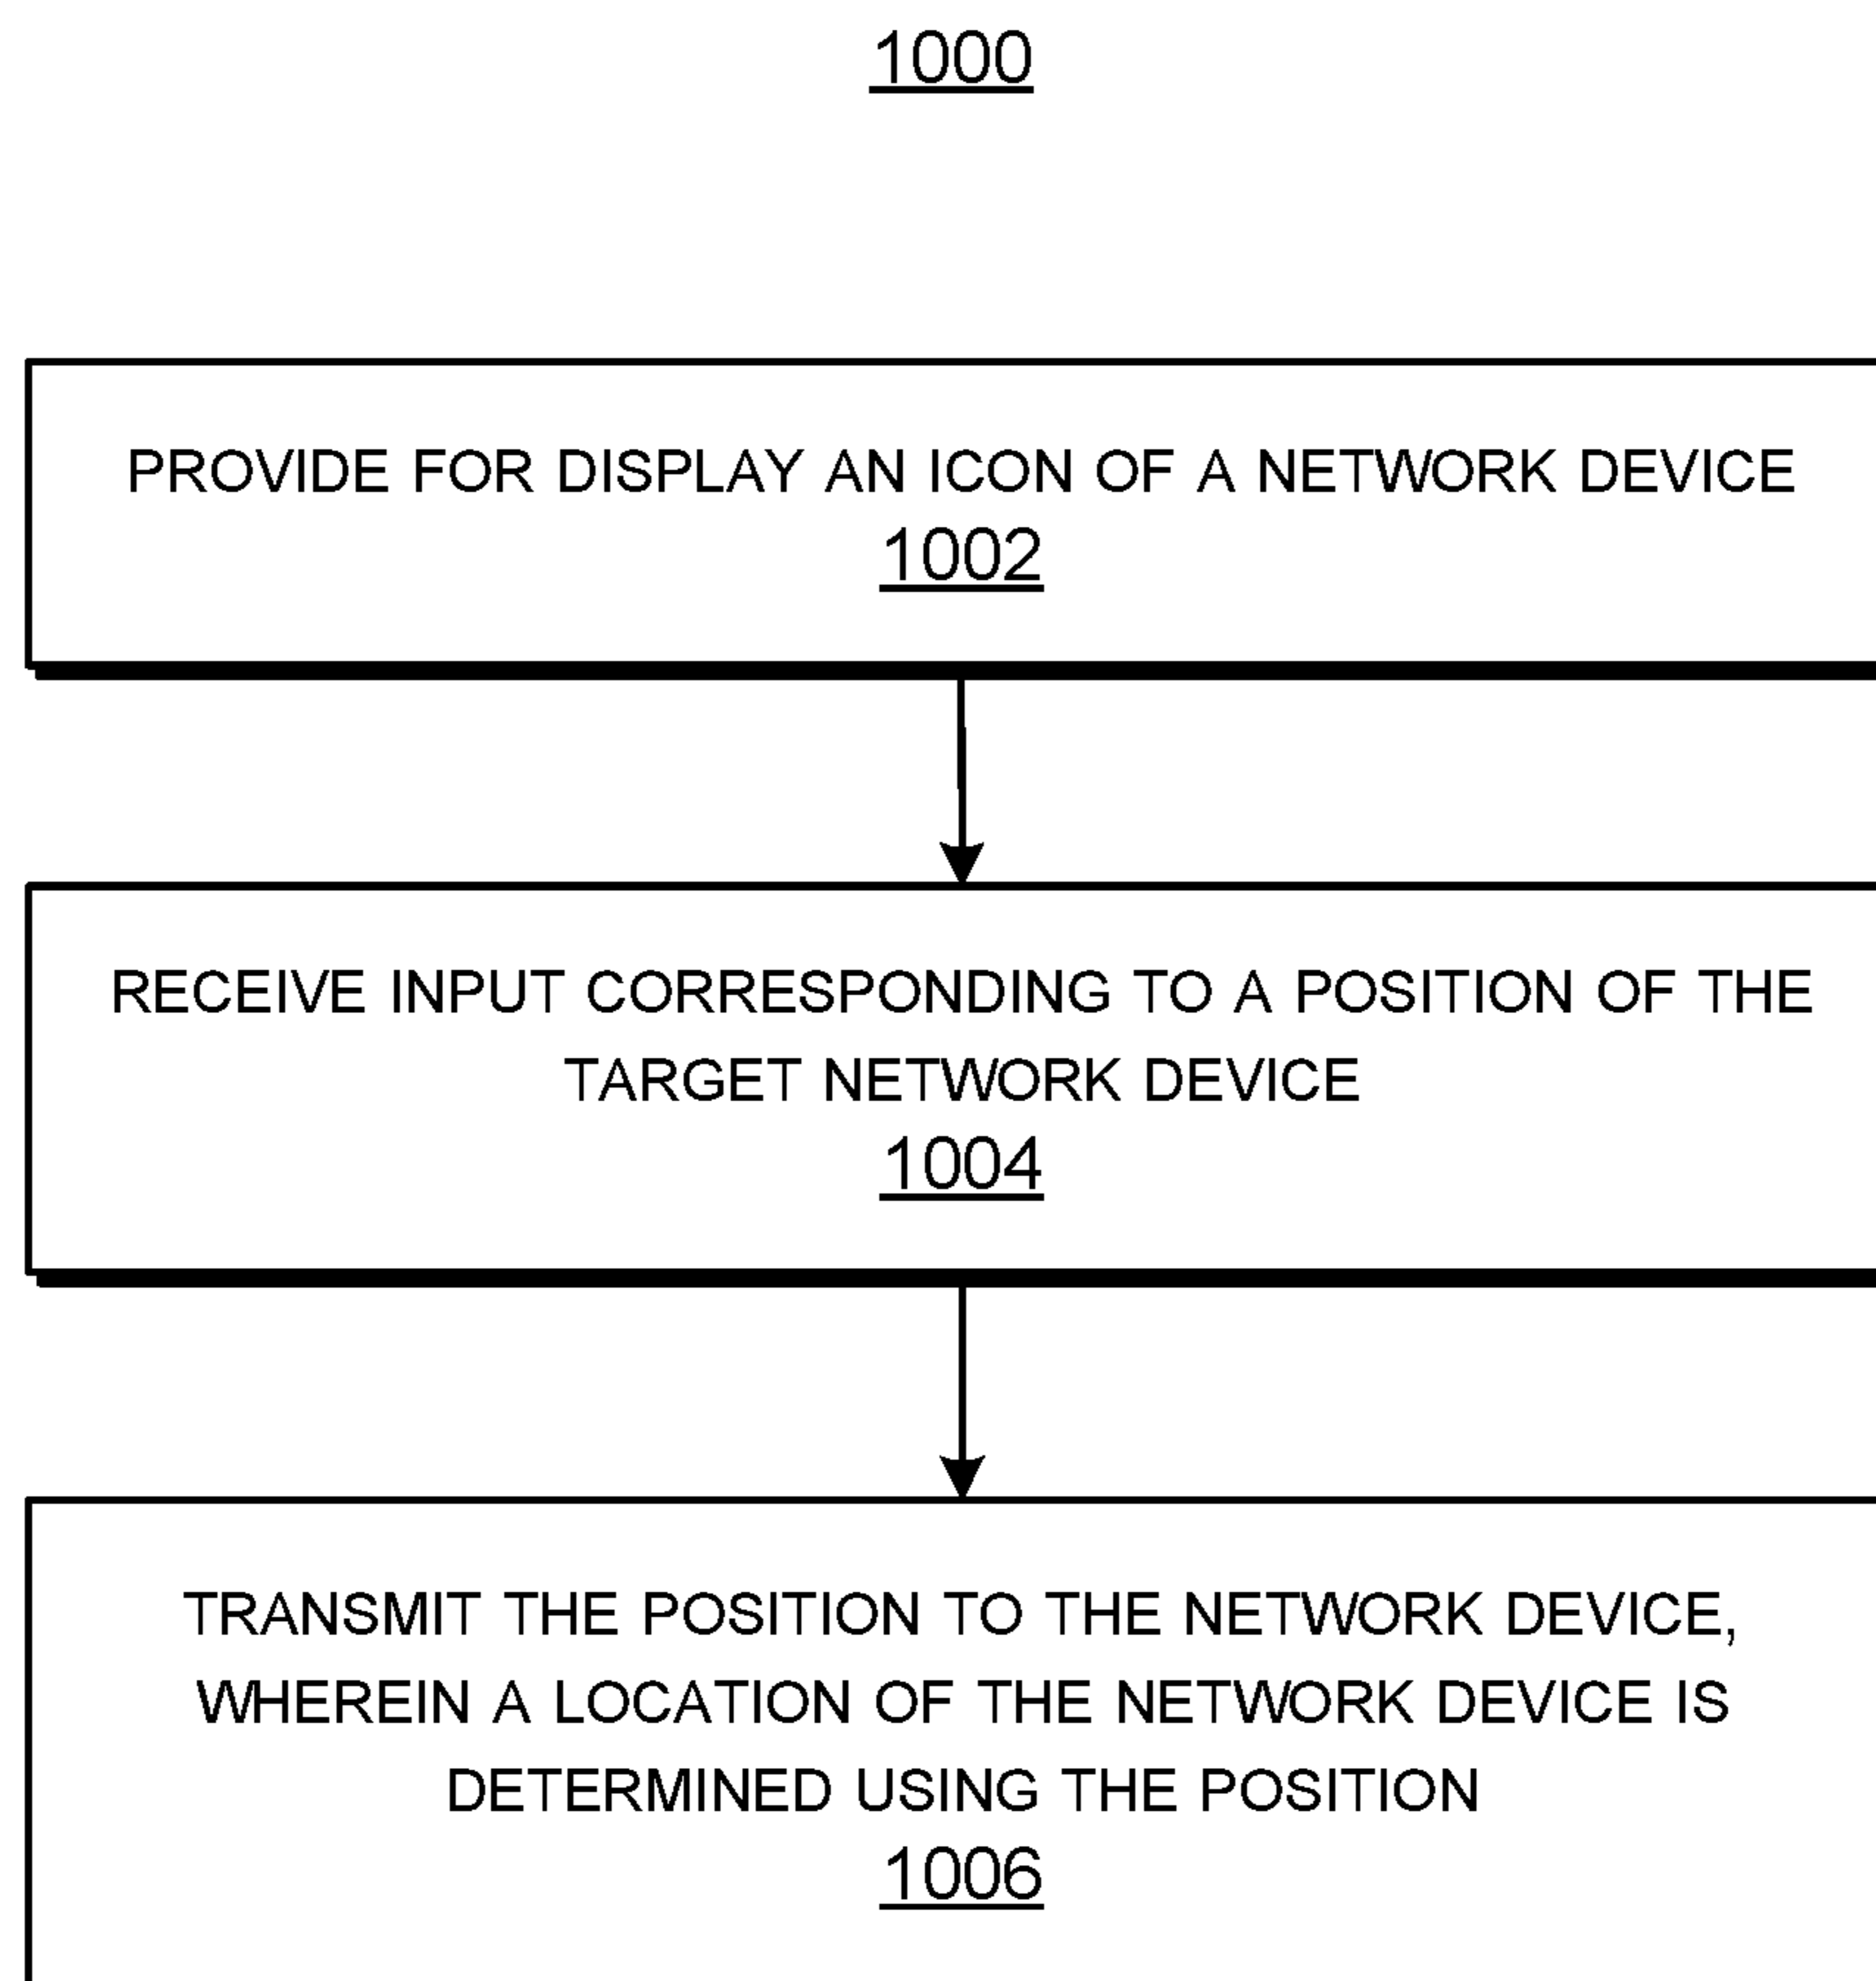 1000
PROVIDE FOR DISPLAY AN ICON OF A NETWORK DEVICE
1002
RECEIVE INPUT CORRESPONDING TO A POSITION OF THE
TARGET NETWORK DEVICE
1004
TRANSMIT THE POSITION TO THE NETWORK DEVICE,
WHEREIN A LOCATION OF THE NETWORK DEVICE IS
DETERMINED USING THE POSITION
1006